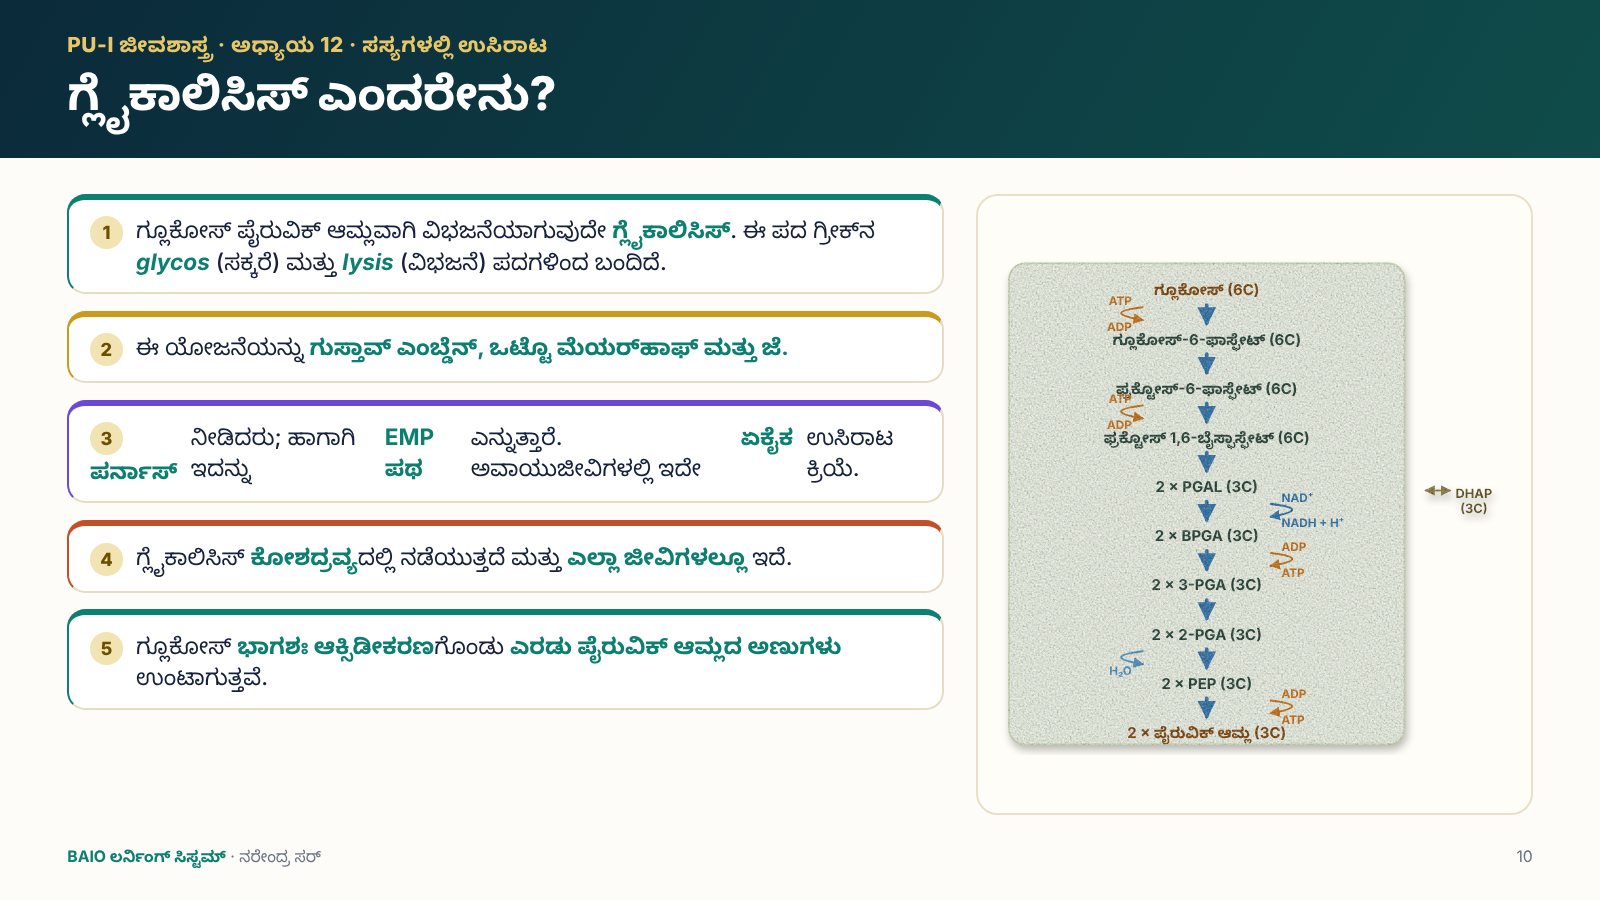 PU-I ಜೀವಶಾಸ್ತ್ರ · ಅಧ್ಯಾಯ 12 · ಸಸ್ಯಗಳಲ್ಲಿ ಉಸಿರಾಟ
ಗ್ಲೈಕಾಲಿಸಿಸ್ ಎಂದರೇನು?
1 ಗ್ಲೂಕೋಸ್ ಪೈರುವಿಕ್ ಆಮ್ಲವಾಗಿ ವಿಭಜನೆಯಾಗುವುದೇ ಗ್ಲೈಕಾಲಿಸಿಸ್. ಈ ಪದ ಗ್ರೀಕ್‌ನ
glycos (ಸಕ್ಕರೆ) ಮತ್ತು lysis (ವಿಭಜನೆ) ಪದಗಳಿಂದ ಬಂದಿದೆ.
2 ಈ ಯೋಜನೆಯನ್ನು ಗುಸ್ತಾವ್ ಎಂಬ್ಡೆನ್, ಒಟ್ಟೊ ಮೆಯರ್‌ಹಾಫ್ ಮತ್ತು ಜೆ.
3 ನೀಡಿದರು; ಹಾಗಾಗಿ EMP ಎನ್ನುತ್ತಾರೆ. ಏಕೈಕ ಉಸಿರಾಟ
ಪರ್ನಾಸ್ ಇದನ್ನು ಪಥ ಅವಾಯುಜೀವಿಗಳಲ್ಲಿ ಇದೇ ಕ್ರಿಯೆ.
4 ಗ್ಲೈಕಾಲಿಸಿಸ್ ಕೋಶದ್ರವ್ಯದಲ್ಲಿ ನಡೆಯುತ್ತದೆ ಮತ್ತು ಎಲ್ಲಾ ಜೀವಿಗಳಲ್ಲೂ ಇದೆ.
5 ಗ್ಲೂಕೋಸ್ ಭಾಗಶಃ ಆಕ್ಸಿಡೀಕರಣಗೊಂಡು ಎರಡು ಪೈರುವಿಕ್ ಆಮ್ಲದ ಅಣುಗಳು
ಉಂಟಾಗುತ್ತವೆ.
ಗ್ಲೂಕೋಸ್ (6C)
ATP
ADP
ಗ್ಲೂಕೋಸ್-6-ಫಾಸ್ಫೇಟ್ (6C)
ಫ್ರಕ್ಟೋಸ್-6-ಫಾಸ್ಫೇಟ್ (6C)
ATP
ADP
ಫ್ರಕ್ಟೋಸ್ 1,6-ಬೈಸ್ಫಾಸ್ಫೇಟ್ (6C)
2 × PGAL (3C)
DHAP
(3C)
NAD⁺
NADH + H⁺
2 × BPGA (3C)
ADP
ATP
2 × 3-PGA (3C)
2 × 2-PGA (3C)
H₂O
2 × PEP (3C)
ADP
ATP
2 × ಪೈರುವಿಕ್ ಆಮ್ಲ (3C)
BAIO ಲರ್ನಿಂಗ್ ಸಿಸ್ಟಮ್ · ನರೇಂದ್ರ ಸರ್
10